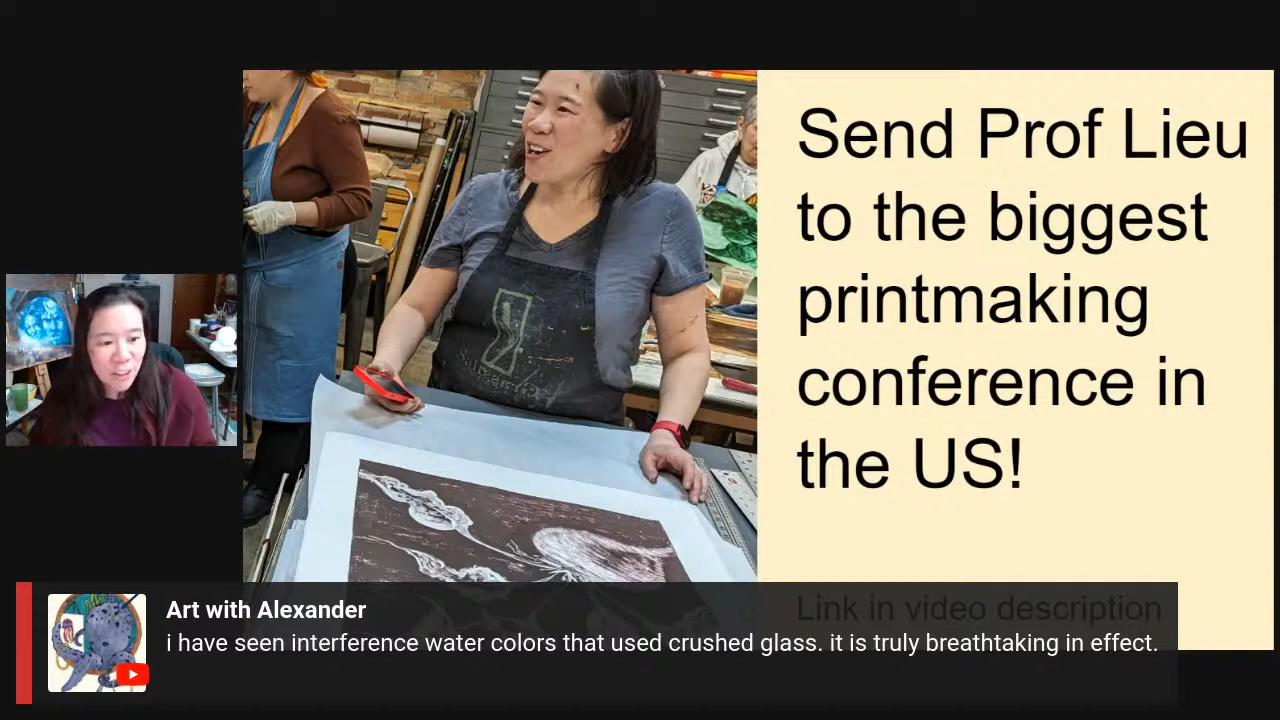 Send Prof Lieu
to the biggest
printmaking
conference in
the US!
Link in video description
Art with Alexander
i have seen interference water colors that used crushed glass. it is truly breathtaking in effect.